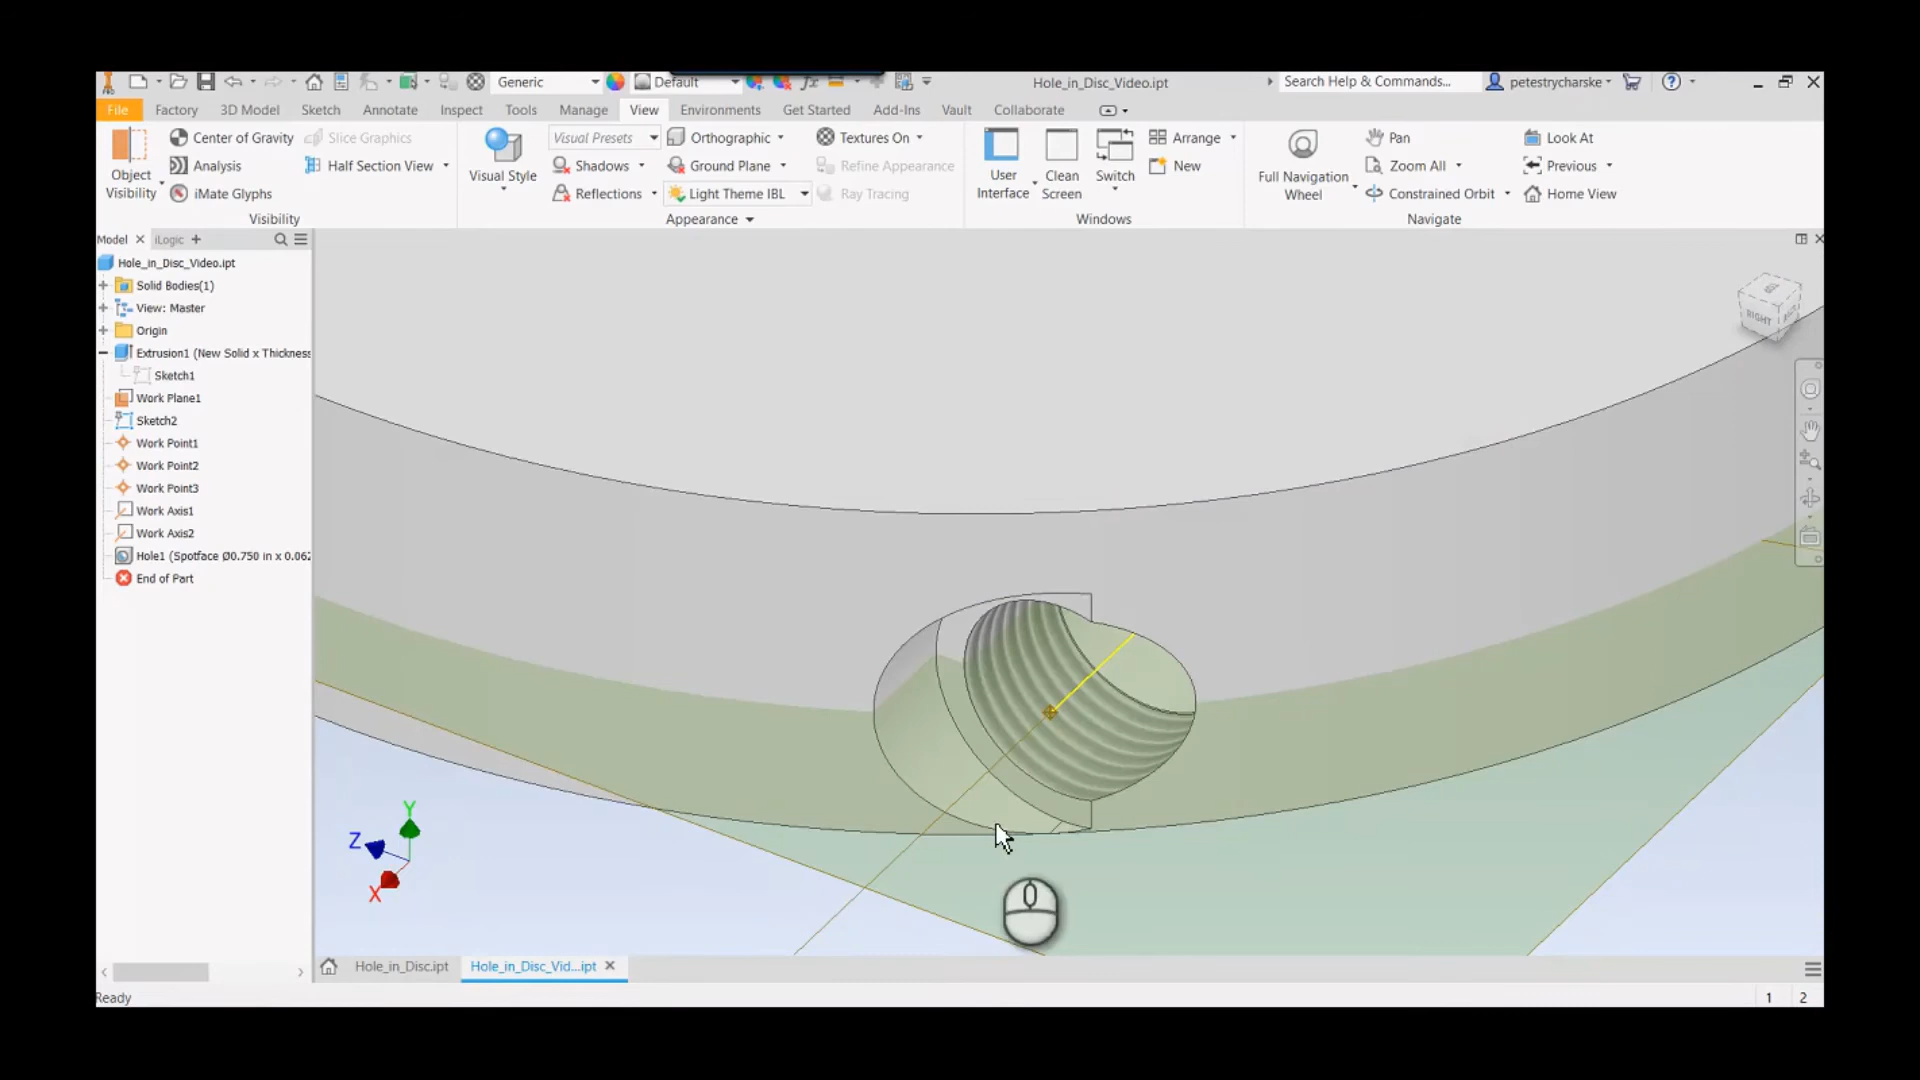 Generic
Default
Hole_in_Disc_Video.ipt
Search Help & Commands...
petestrycharske
File
Factory
3D Model
Sketch
Annotate
Inspect
Tools
Manage
View
Environments
Get Started
Add-Ins
Vault
Collaborate
Object
Visibility
Center of Gravity
Analysis
iMate Glyphs
Slice Graphics
Half Section View
Visibility
Visual Style
Visual Presets
Shadows
Reflections
Orthographic
Ground Plane
Light Theme IBL
Textures On
Refine Appearance
Ray Tracing
Appearance
User
Interface
Clean
Screen
Switch
Arrange
New
Windows
Full Navigation
Wheel
Pan
Zoom All
Constrained Orbit
Look At
Previous
Home View
Navigate
Model
iLogic
Hole_in_Disc_Video.ipt
Solid Bodies(1)
View: Master
Origin
Extrusion1 (New Solid x Thickness
Sketch1
Work Plane1
Sketch2
Work Point1
Work Point2
Work Point3
Work Axis1
Work Axis2
Hole1 (Spotface Ø0.750 in x 0.062
End of Part
RIGHT
Y
Z
X
Hole_in_Disc.ipt
Hole_in_Disc_Vid...ipt
Ready
1
2